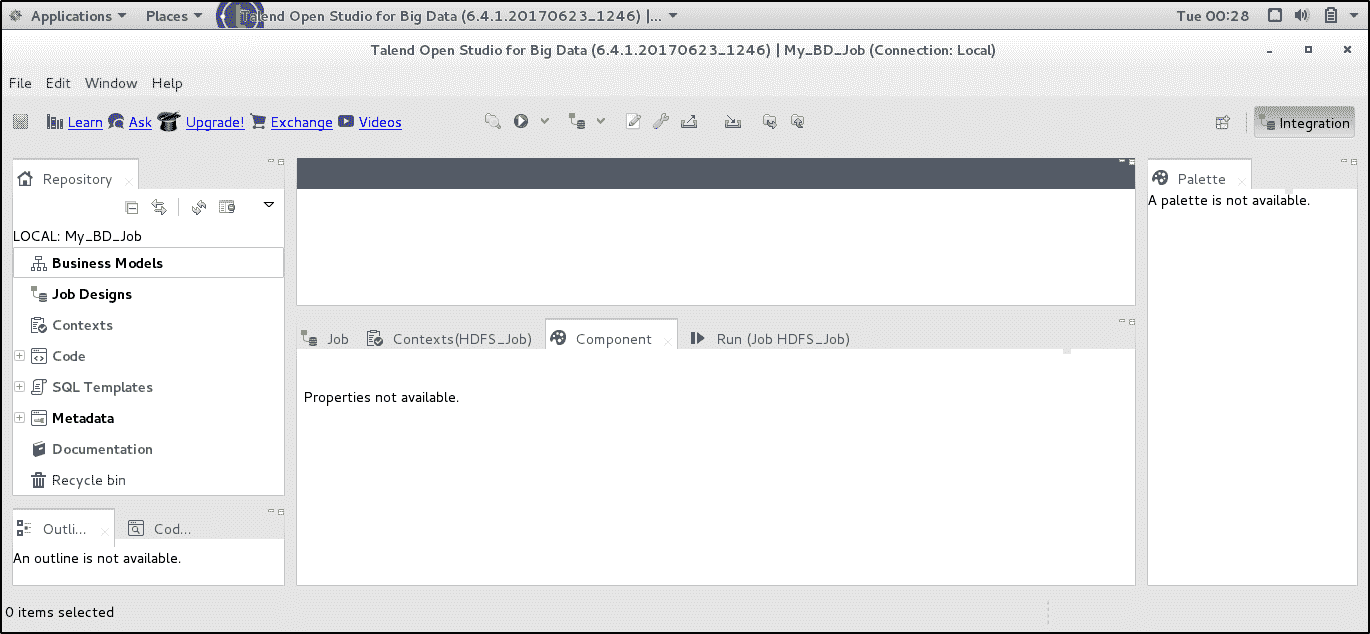 Applications Places Talend Open Studio for Big Data (6.4.1.20170623_1246) |... Tue 00:28
Talend Open Studio for Big Data (6.4.1.20170623_1246) | My_BD_Job (Connection: Local)
File Edit Window Help
Learn Ask Upgrade! Exchange Videos Integration
Repository
LOCAL: My_BD_Job
Business Models
Job Designs
Contexts
Code
SQL Templates
Metadata
Documentation
Recycle bin
Outli... Cod...
An outline is not available.
Job Contexts(HDFS_Job) Component Run (Job HDFS_Job)
Properties not available.
Palette
A palette is not available.
0 items selected